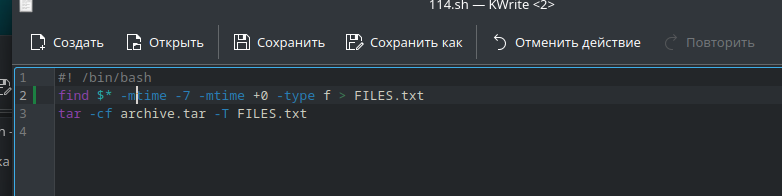 114.sh — KWrite <2>
Создать Открыть Сохранить Сохранить как Отменить действие Повторить
1 #! /bin/bash
2 find $* -mtime -7 -mtime +0 -type f > FILES.txt
3 tar -cf archive.tar -T FILES.txt
4